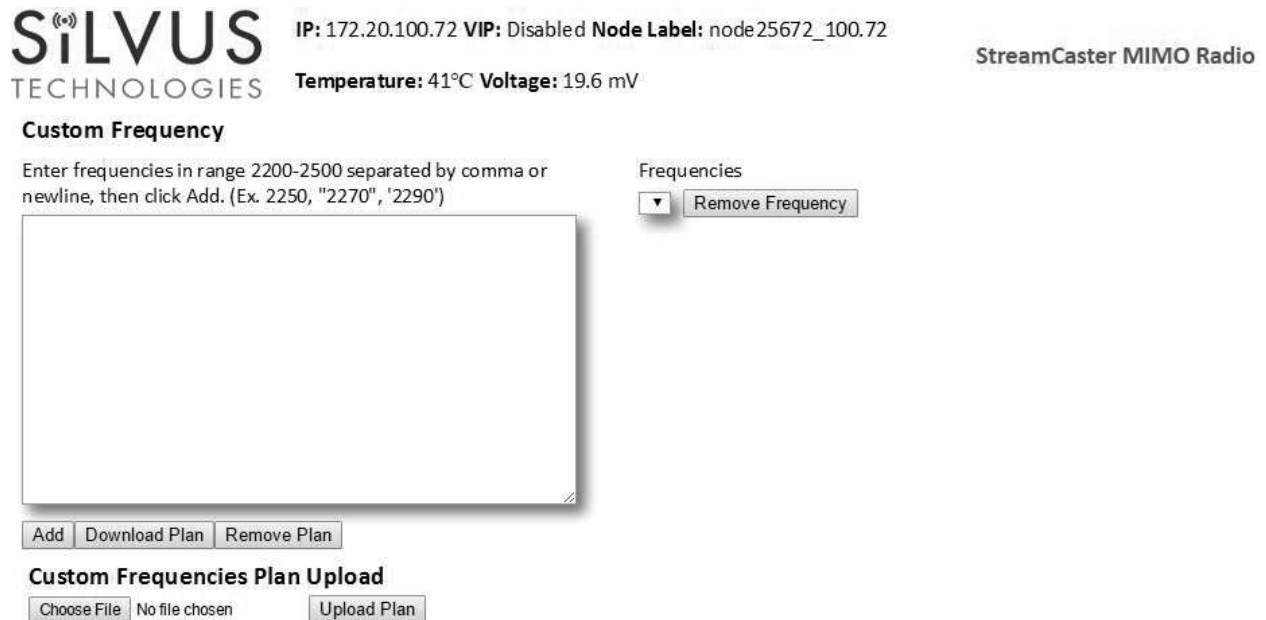 SiLVUS
TECHNOLOGIES
IP: 172.20.100.72 VIP: Disabled Node Label: node25672_100.72
Temperature: 41°C Voltage: 19.6 mV
StreamCaster MIMO Radio
Custom Frequency
Enter frequencies in range 2200-2500 separated by comma or
newline, then click Add. (Ex. 2250, "2270", '2290')
Frequencies
Remove Frequency
Add Download Plan Remove Plan
Custom Frequencies Plan Upload
Choose File No file chosen Upload Plan